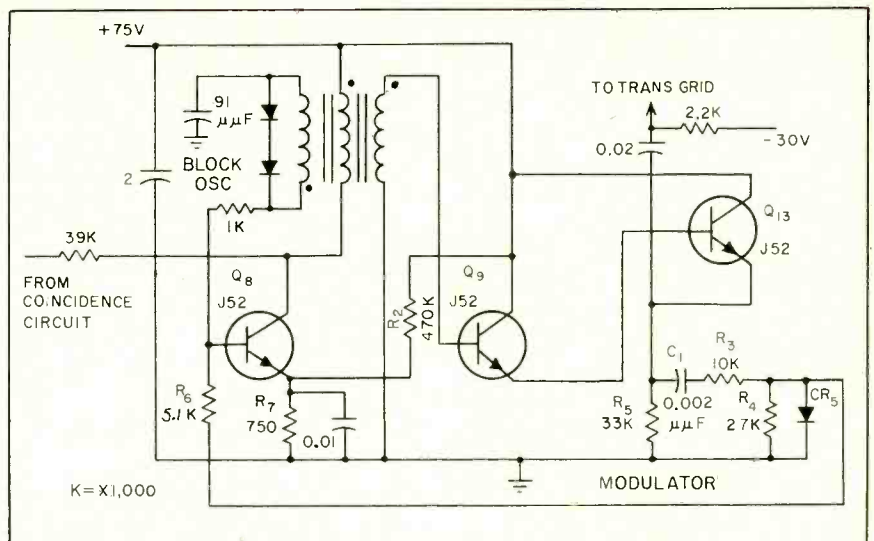 +75V
91
μμF
BLOCK
OSC
2
1K
39K
FROM
COINCIDENCE
CIRCUIT
Q8
J52
R2
470K
Q9
J52
TO TRANS GRID
2.2K
-30V
0.02
Q13
J52
C1
0.002
μμF
R3
10K
R6
5.1K
R7
750
0.01
R5
33K
R4
27K
CR5
K=X1,000
MODULATOR